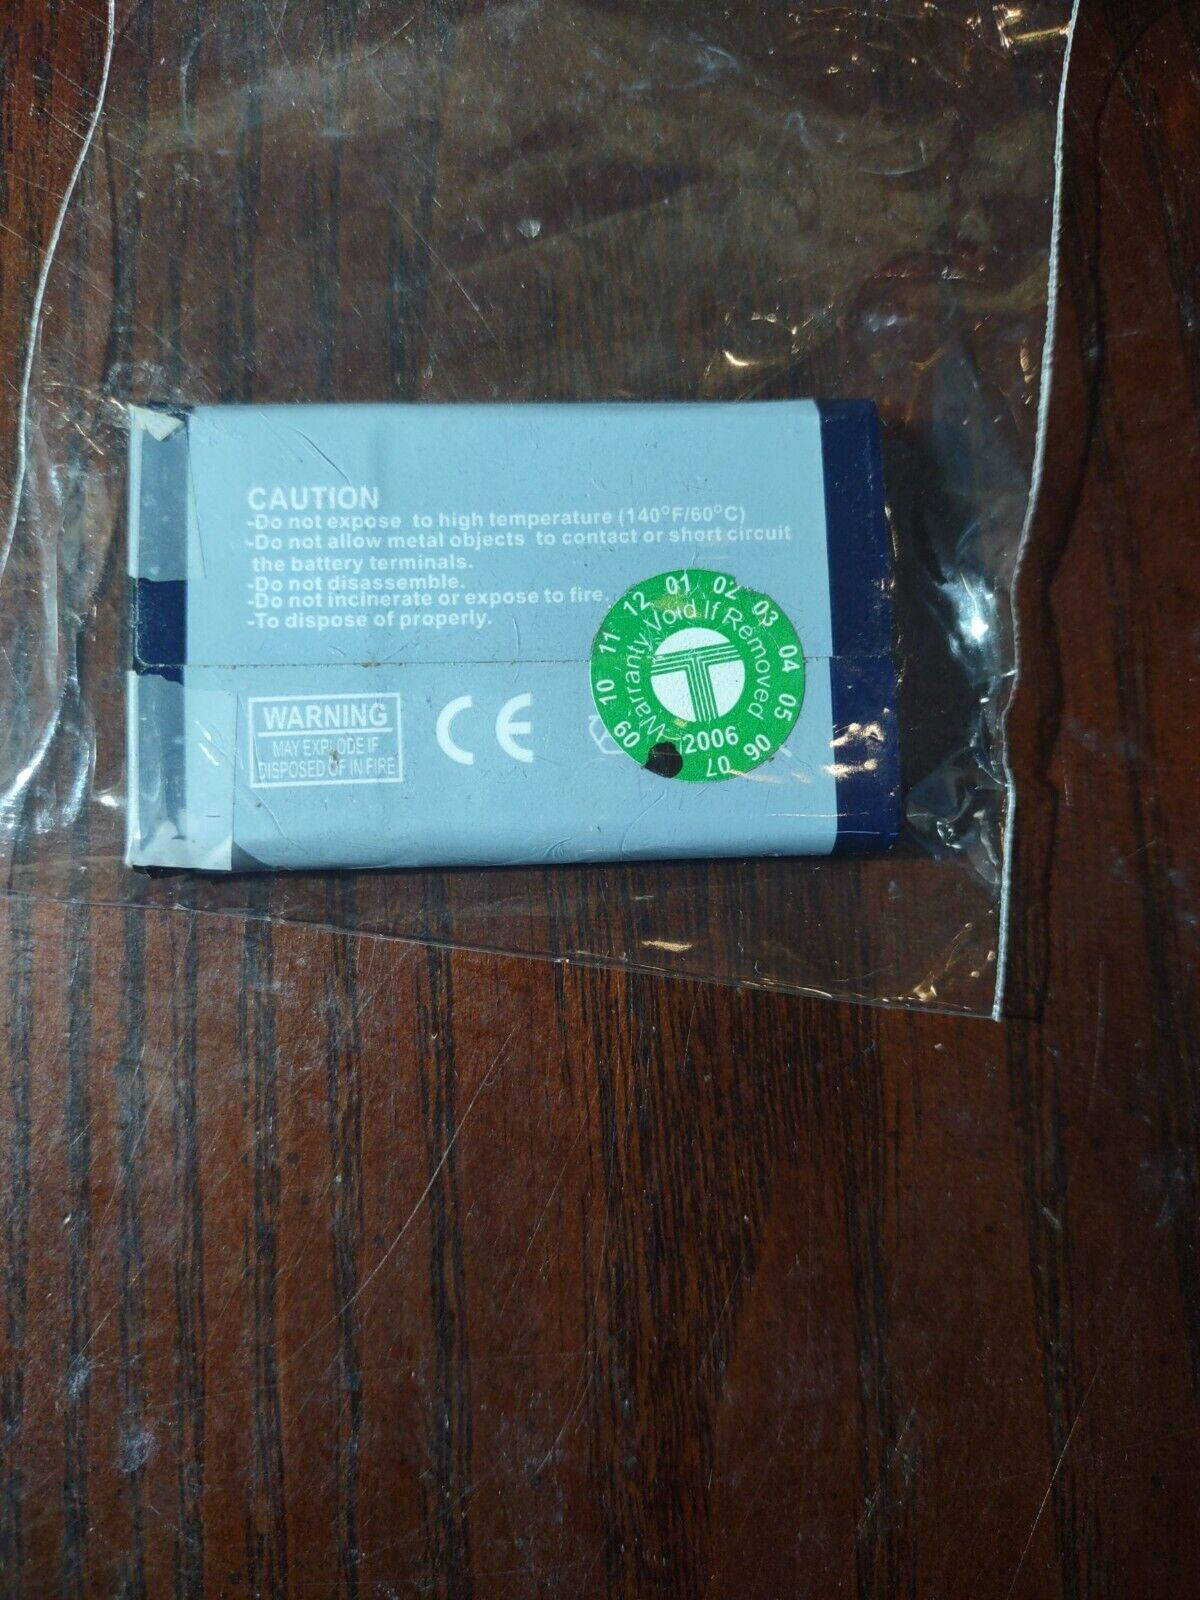 CAUTION
-Do not expose to high temperature (140°F/60°C)
-Do not allow metal objects to contact or short circuit
the battery terminals.
-Do not disassemble.
-Do not incinerate or expose to fire.
-To dispose of properly.
WARNING
MAY EXPLODE IF
DISPOSED OF IN FIRE
CE
Warranty Void If Removed
01 02 03 04 05 06 07 09 10 11 12
2006